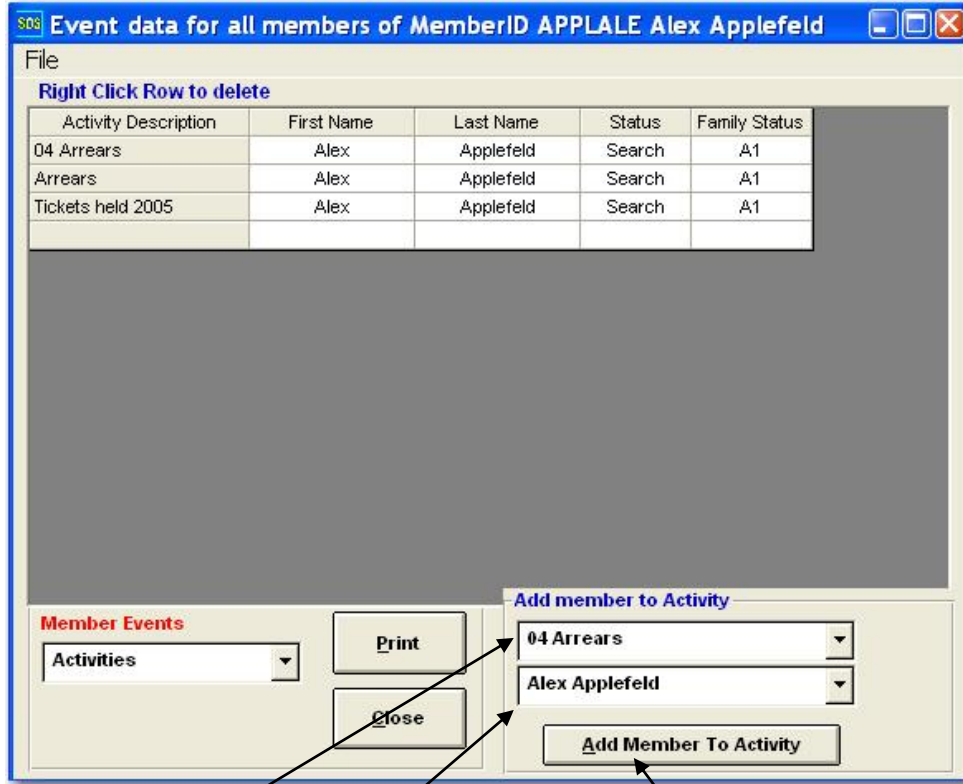 SOS Event data for all members of MemberID APPLALE Alex Applefeld
File
Right Click Row to delete
Activity Description First Name Last Name Status Family Status
04 Arrears Alex Applefeld Search A1
Arrears Alex Applefeld Search A1
Tickets held 2005 Alex Applefeld Search A1
Member Events
Activities
Print
Close
Add member to Activity
04 Arrears
Alex Applefeld
Add Member To Activity